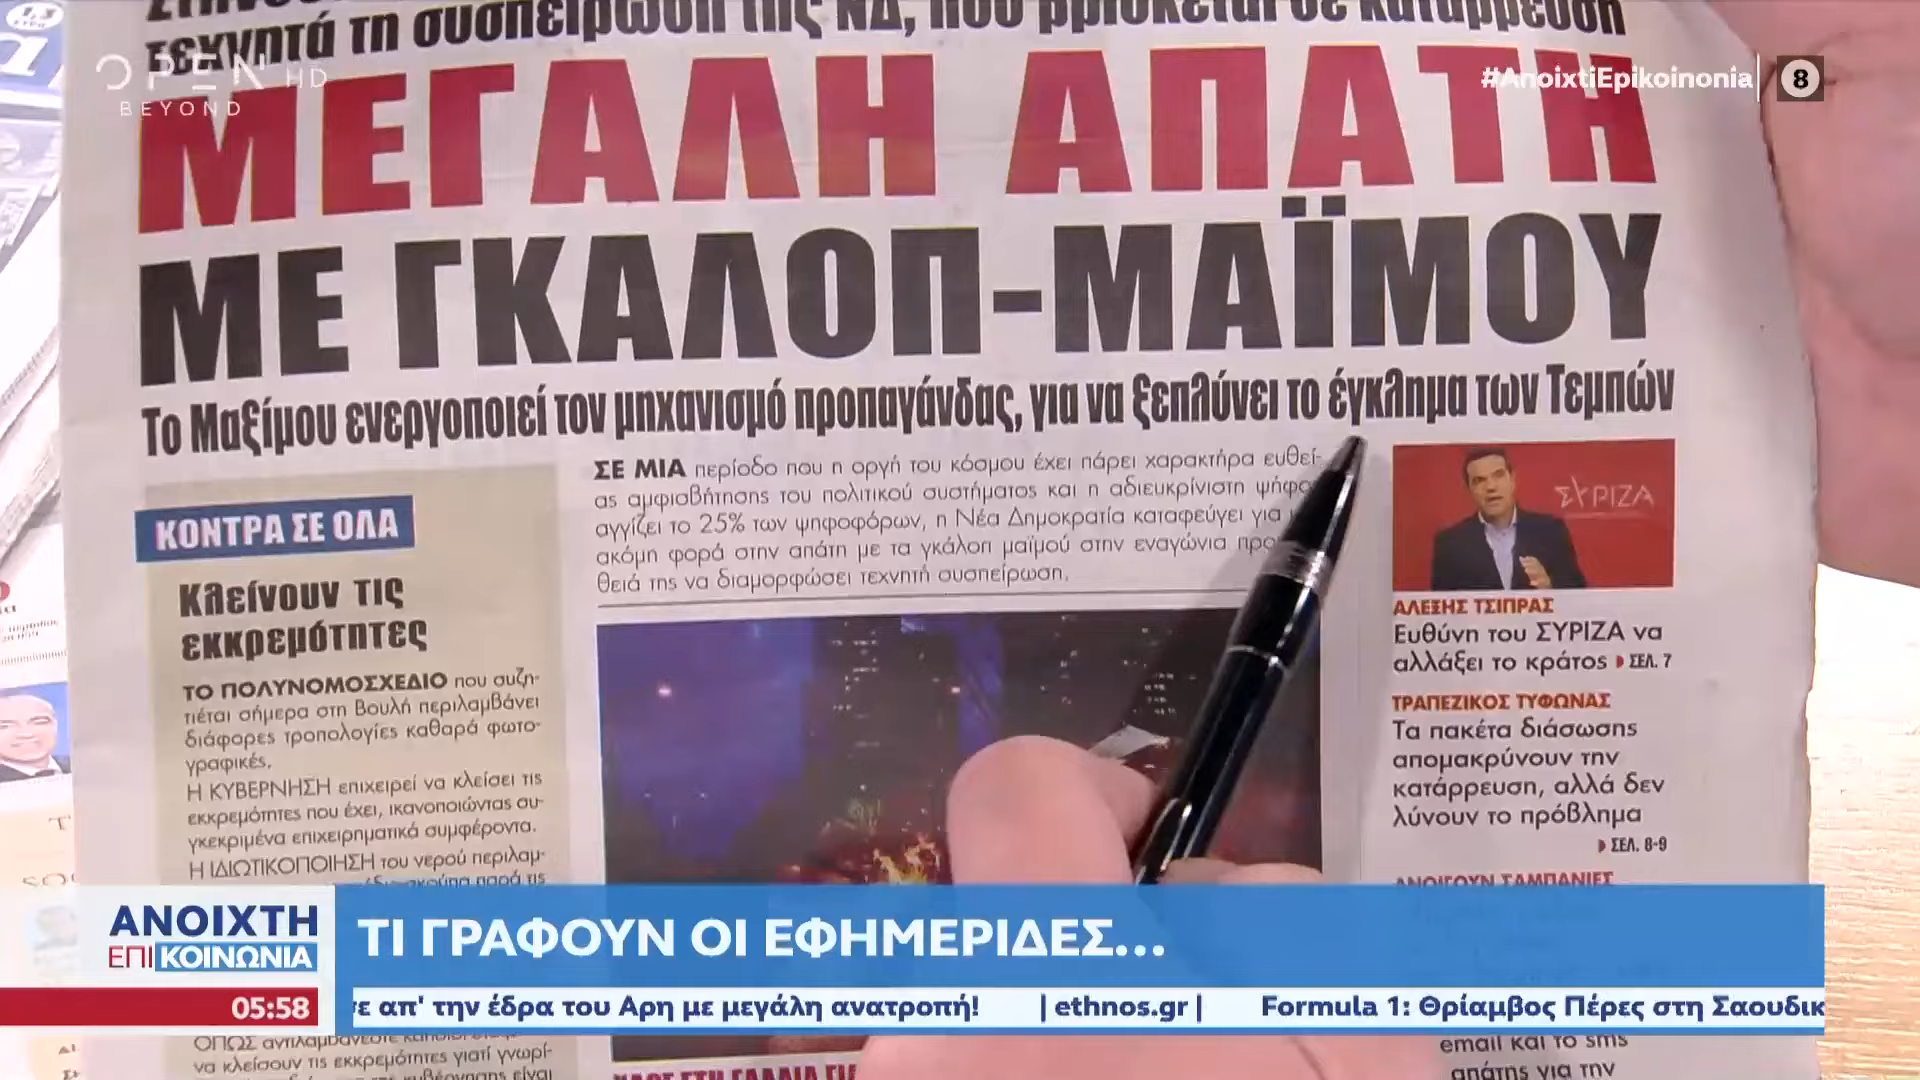 τεχνητά τη συσπείρωση της ΝΔ, που βρίσκεται σε κατάρρευση
OPEN HD
BEYOND
#AnoixtiEpikoinonia
8
ΜΕΓΑΛΗ ΑΠΑΤΗ
ΜΕ ΓΚΑΛΟΠ-ΜΑΪΜΟΥ
Το Μαξίμου ενεργοποιεί τον μηχανισμό προπαγάνδας, για να ξεπλύνει το έγκλημα των Τεμπών
ΚΟΝΤΡΑ ΣΕ ΟΛΑ
Κλείνουν τις
εκκρεμότητες
ΤΟ ΠΟΛΥΝΟΜΟΣΧΕΔΙΟ που συζη-
τιέται σήμερα στη Βουλή περιλαμβάνει
διάφορες τροπολογίες καθαρά φωτο-
γραφικές.
Η ΚΥΒΕΡΝΗΣΗ επιχειρεί να κλείσει τις
εκκρεμότητες που έχει, ικανοποιώντας συ-
γκεκριμένα επιχειρηματικά συμφέροντα.
Η ΙΔΙΩΤΙΚΟΠΟΙΗΣΗ του νερού περιλαμ-
ΣΕ ΜΙΑ περίοδο που η οργή του κόσμου έχει πάρει χαρακτήρα ευθεί-
ας αμφισβήτησης του πολιτικού συστήματος και η αδιευκρίνιστη ψήφο
αγγίζει το 25% των ψηφοφόρων, η Νέα Δημοκρατία καταφεύγει για
ακόμη φορά στην απάτη με τα γκάλοπ μαϊμού στην εναγώνια προ
θειά της να διαμορφώσει τεχνητή συσπείρωση.
ΣΥΡΙΖΑ
ΑΛΕΞΗΣ ΤΣΙΠΡΑΣ
Ευθύνη του ΣΥΡΙΖΑ να
αλλάξει το κράτος ΣΕΛ. 7
ΤΡΑΠΕΖΙΚΟΣ ΤΥΦΩΝΑΣ
Τα πακέτα διάσωσης
απομακρύνουν την
κατάρρευση, αλλά δεν
λύνουν το πρόβλημα
ΣΕΛ. 8-9
ΑΝΟΙΓΟΥΝ ΣΑΜΠΑΝΙΕΣ
ΑΝΟΙΧΤΗ
ΕΠΙΚΟΙΝΩΝΙΑ
ΤΙ ΓΡΑΦΟΥΝ ΟΙ ΕΦΗΜΕΡΙΔΕΣ...
05:58
σε απ' την έδρα του Αρη με μεγάλη ανατροπή! | ethnos.gr | Formula 1: Θρίαμβος Πέρες στη Σαουδικ
ΟΠΩΣ αντιλαμβάνεστε
να κλείσουν τις εκκρεμότητες γιατί γνωρί-
email και το sms
απάτης για την